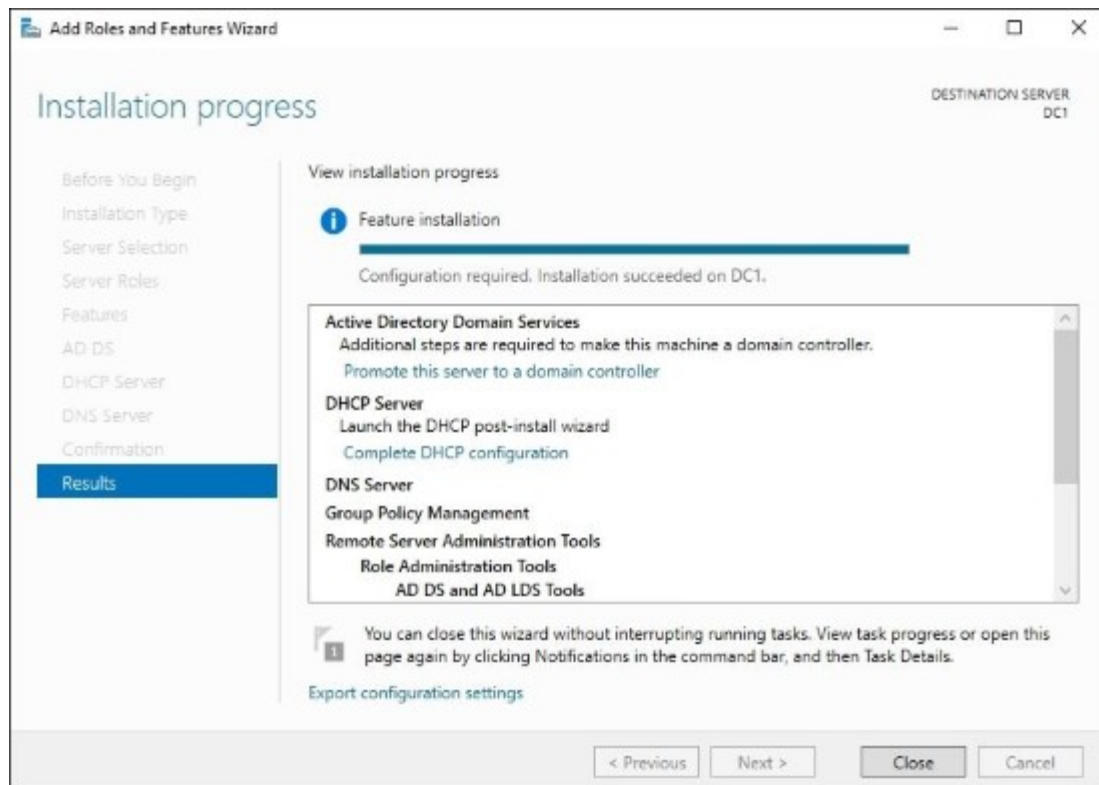 Add Roles and Features Wizard
Installation progress
DESTINATION SERVER
DC1
Before You Begin
Installation Type
Server Selection
Server Roles
Features
AD DS
DHCP Server
DNS Server
Confirmation
Results
View installation progress
Feature installation
Configuration required. Installation succeeded on DC1.
Active Directory Domain Services
Additional steps are required to make this machine a domain controller.
Promote this server to a domain controller
DHCP Server
Launch the DHCP post-install wizard
Complete DHCP configuration
DNS Server
Group Policy Management
Remote Server Administration Tools
Role Administration Tools
AD DS and AD LDS Tools
1
You can close this wizard without interrupting running tasks. View task progress or open this
page again by clicking Notifications in the command bar, and then Task Details.
Export configuration settings
< Previous
Next >
Close
Cancel